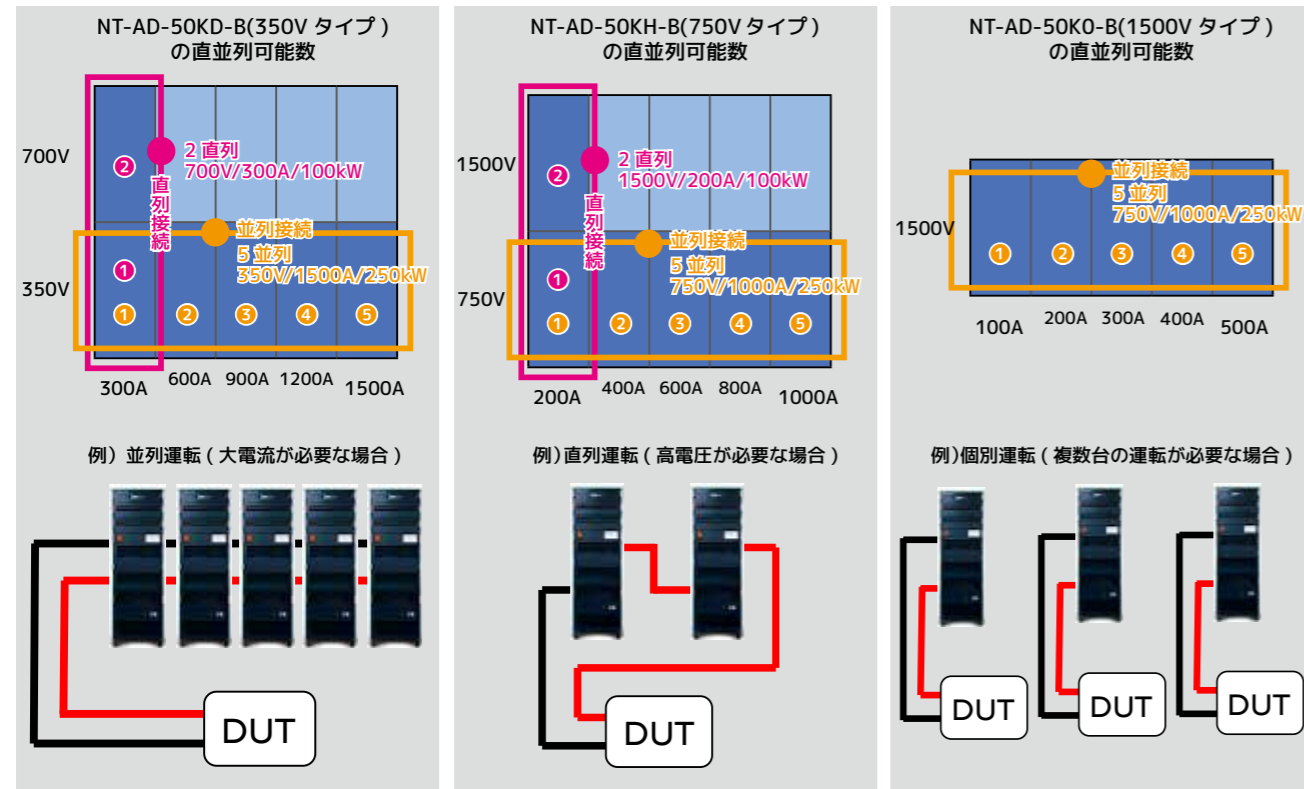 NT-AD-50KD-B(350V タイプ)
の直並列可能数
700V
350V
②
2 直列
700V/300A/100kW
直列接続
並列接続
5 並列
350V/1500A/250kW
①
① ② ③ ④ ⑤
300A 600A 900A 1200A 1500A
例) 並列運転 ( 大電流が必要な場合 )
DUT
NT-AD-50KH-B(750V タイプ)
の直並列可能数
1500V
750V
②
2 直列
1500V/200A/100kW
直列接続
並列接続
5 並列
750V/1000A/250kW
①
① ② ③ ④ ⑤
200A 400A 600A 800A 1000A
例)直列運転 ( 高電圧が必要な場合 )
DUT
NT-AD-50K0-B(1500V タイプ)
の直並列可能数
1500V
並列接続
5 並列
750V/1000A/250kW
① ② ③ ④ ⑤
100A 200A 300A 400A 500A
例)個別運転 ( 複数台の運転が必要な場合 )
DUT DUT DUT